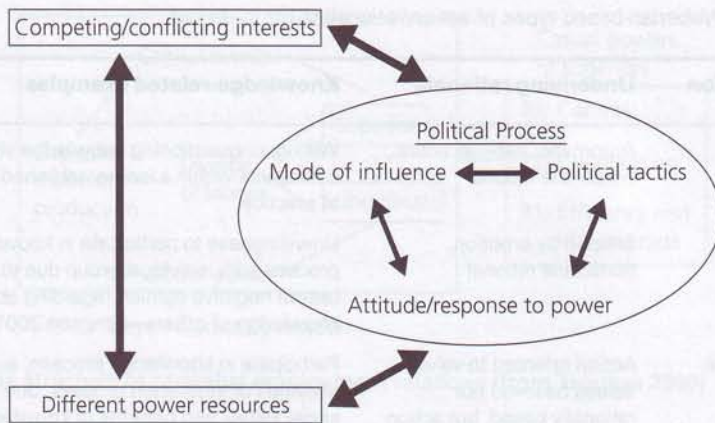 Competing/conflicting interests
Political Process
Mode of influence
Political tactics
Attitude/response to power
Different power resources